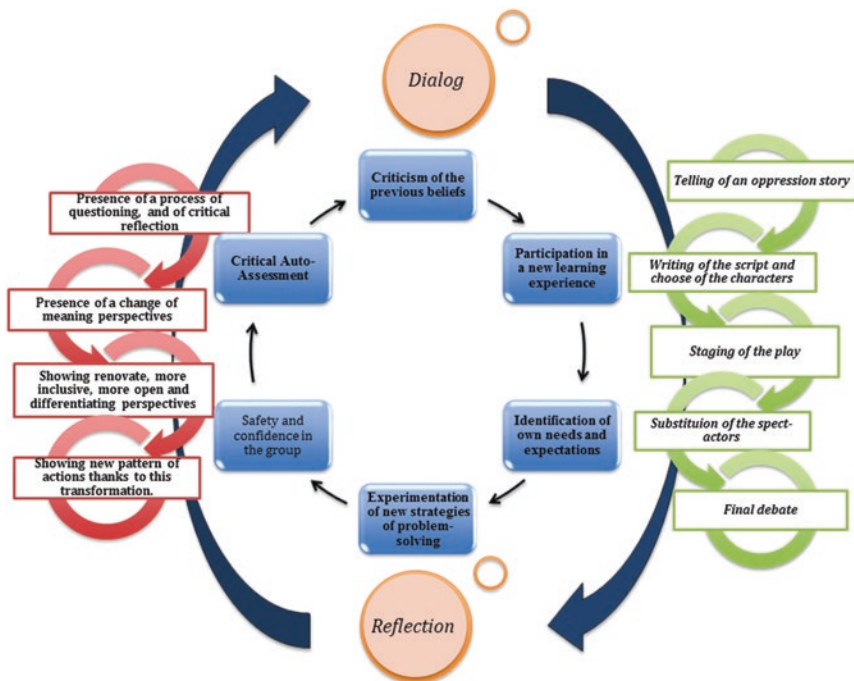 Dialog
Criticism of the
previous beliefs
Participation in
a new learning
experience
Identification of
own needs and
expectations
Experimentation
of new strategies
of problem-
solving
Safety and
confidence in
the group
Critical Auto-
Assessment
Reflection
Telling of an oppression story
Writing of the script and
choose of the characters
Staging of the play
Substituion of the spect-
actors
Final debate
Presence of a process of
questioning, and of critical
reflection
Presence of a change of
meaning perspectives
Showing renovate, more
inclusive, more open and
differentiating perspectives
Showing new pattern of
actions thanks to this
transformation.